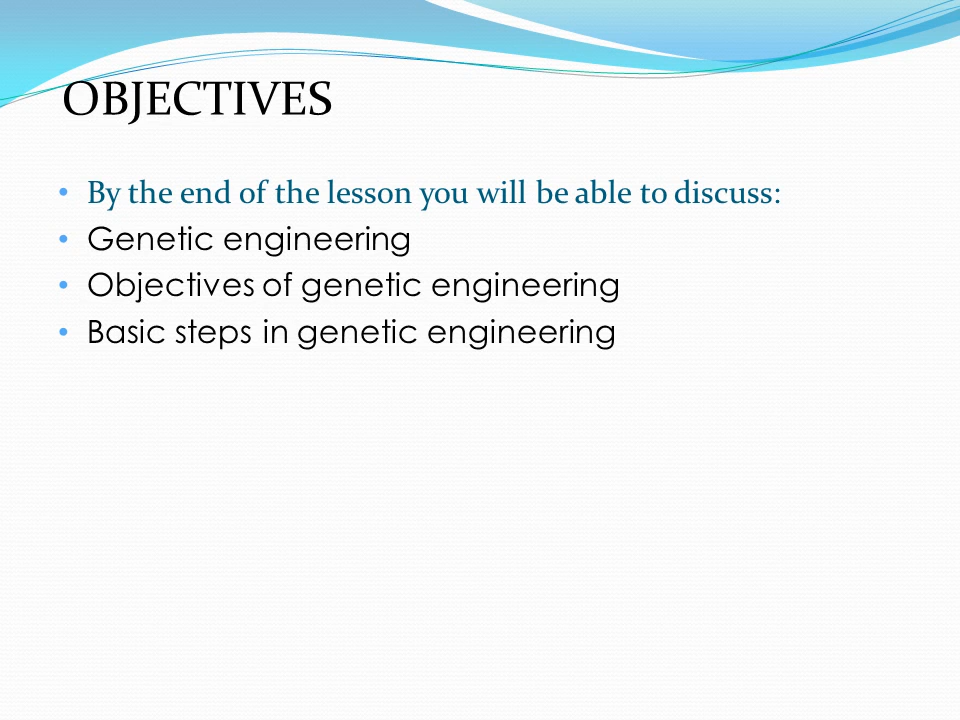 OBJECTIVES
• By the end of the lesson you will be able to discuss:
• Genetic engineering
• Objectives of genetic engineering
• Basic steps in genetic engineering